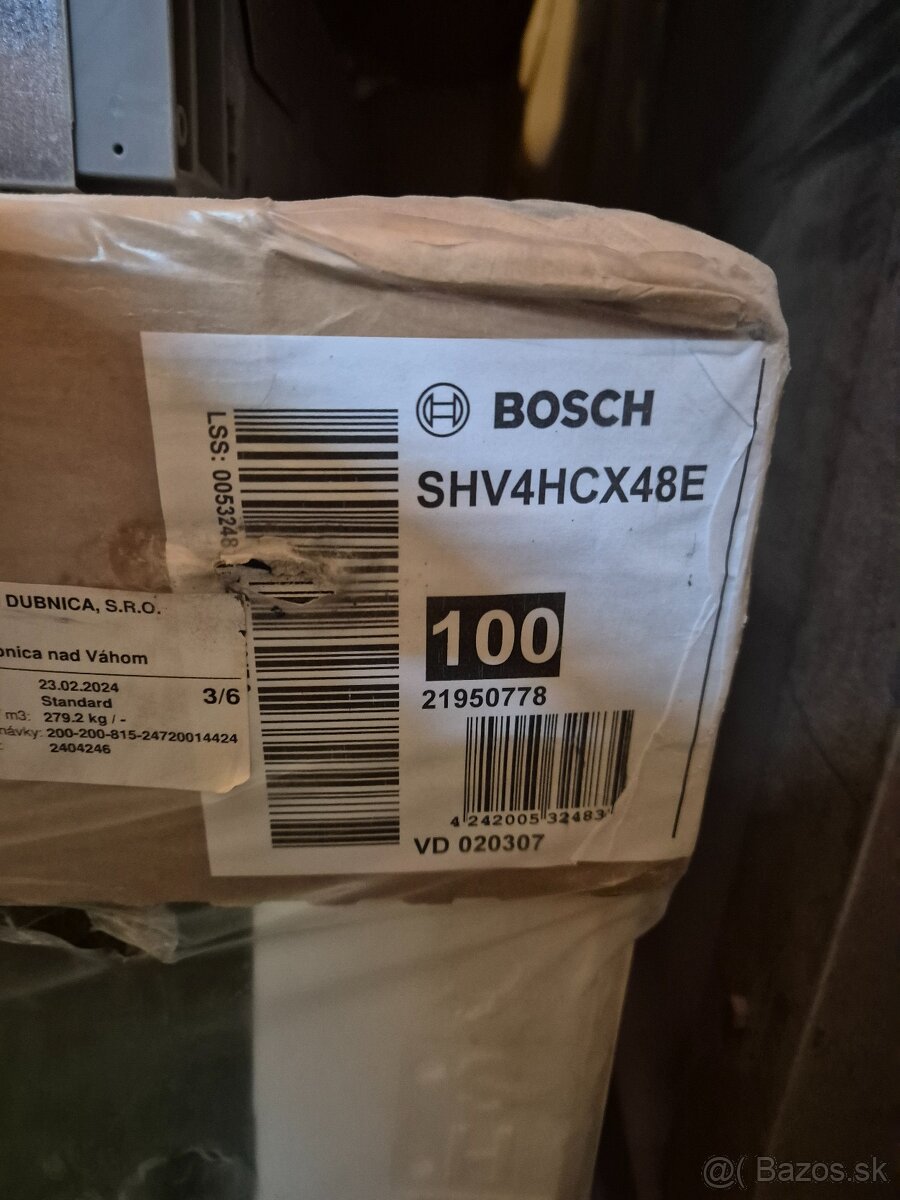 BOSCH
SHV4HCX48E
LSS: 0053248
100
21950778
4 242005 32483
VD 020307
DUBNICA, S.R.O.
nica nad Váhom
23.02.2024
Standard
3/6
m3: 279.2 kg / -
návky: 200-200-815-24720014424
2404246
@( Bazos.sk